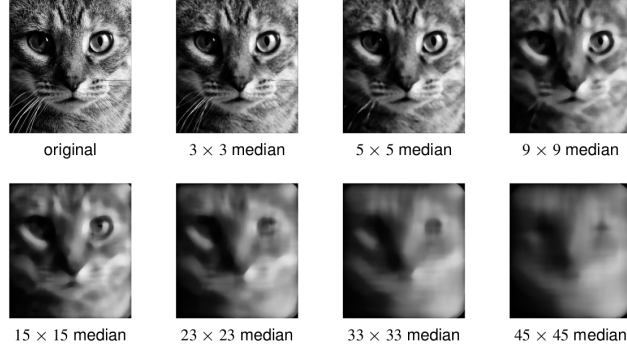 original
3 × 3 median
5 × 5 median
9 × 9 median
15 × 15 median
23 × 23 median
33 × 33 median
45 × 45 median